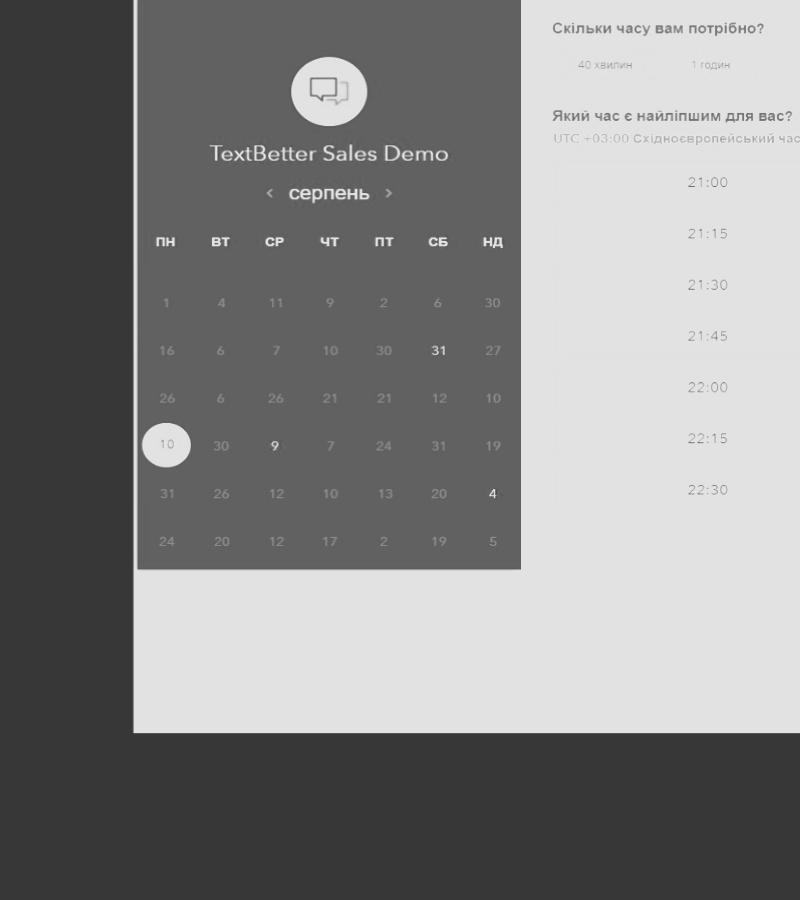 TextBetter Sales Demo
серпень
ПН ВТ СР ЧТ ПТ СБ НД
1 4 11 9 2 6 30
16 6 7 10 30 31 27
26 6 26 21 21 12 10
10 30 9 7 24 31 19
31 26 12 10 13 20 4
24 20 12 17 2 19 5
Скільки часу вам потрібно?
40 хвилин 1 годин
Який час є найліпшим для вас?
UTC +03:00 Східноєвропейський час
21:00
21:15
21:30
21:45
22:00
22:15
22:30